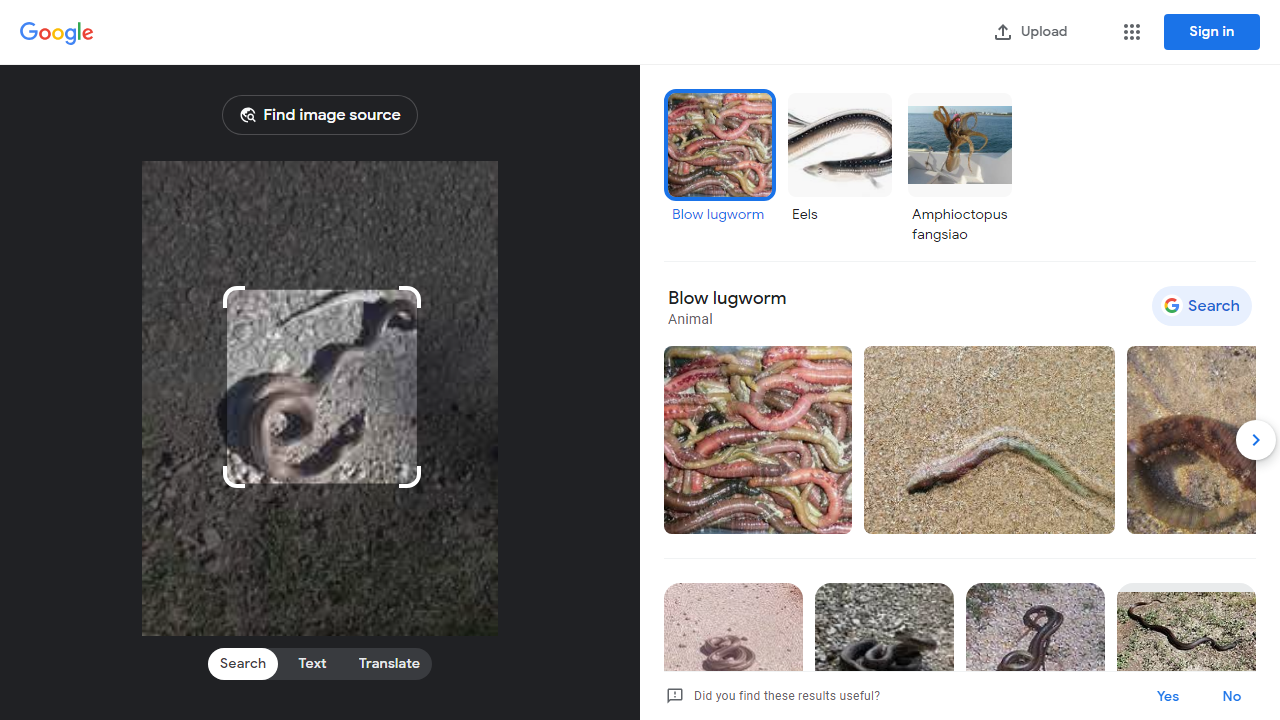 Google
Upload
Sign in
Find image source
Blow lugworm
Eels
Amphioctopus
fangsiao
Blow lugworm
Animal
Search
Search
Text
Translate
Did you find these results useful?
Yes
No